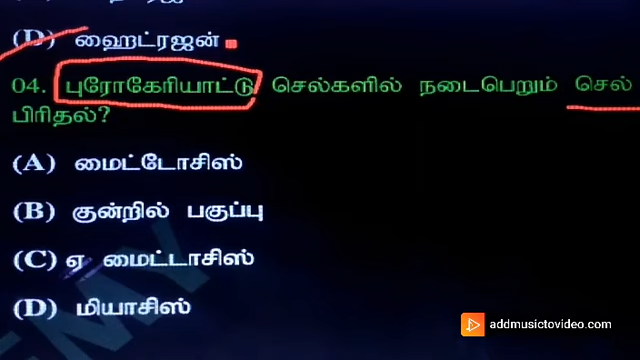 (D) ஹைட்ரஜன்
04. புரோகேரியாட்டு செல்களில் நடைபெறும் செல்
பிரிதல்?
(A) மைட்டோசிஸ்
(B) குன்றில் பகுப்பு
(C) ஏ மைட்டாசிஸ்
(D) மியாசிஸ்
addmusictovideo.com